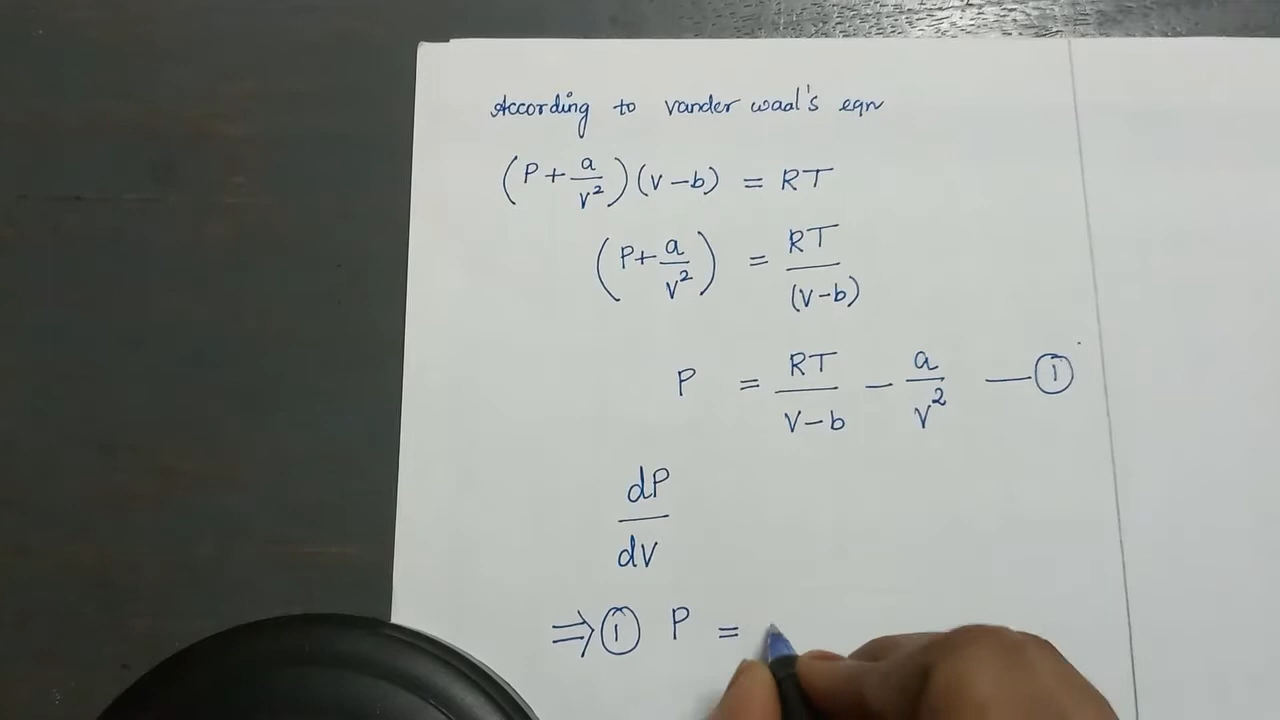 According to vander waal's eqn
(P + a/v²)(v-b) = RT
(P + a/v²) = RT/(v-b)
P = RT/v-b - a/v² — ①
dP/dv
⇒ ① P =